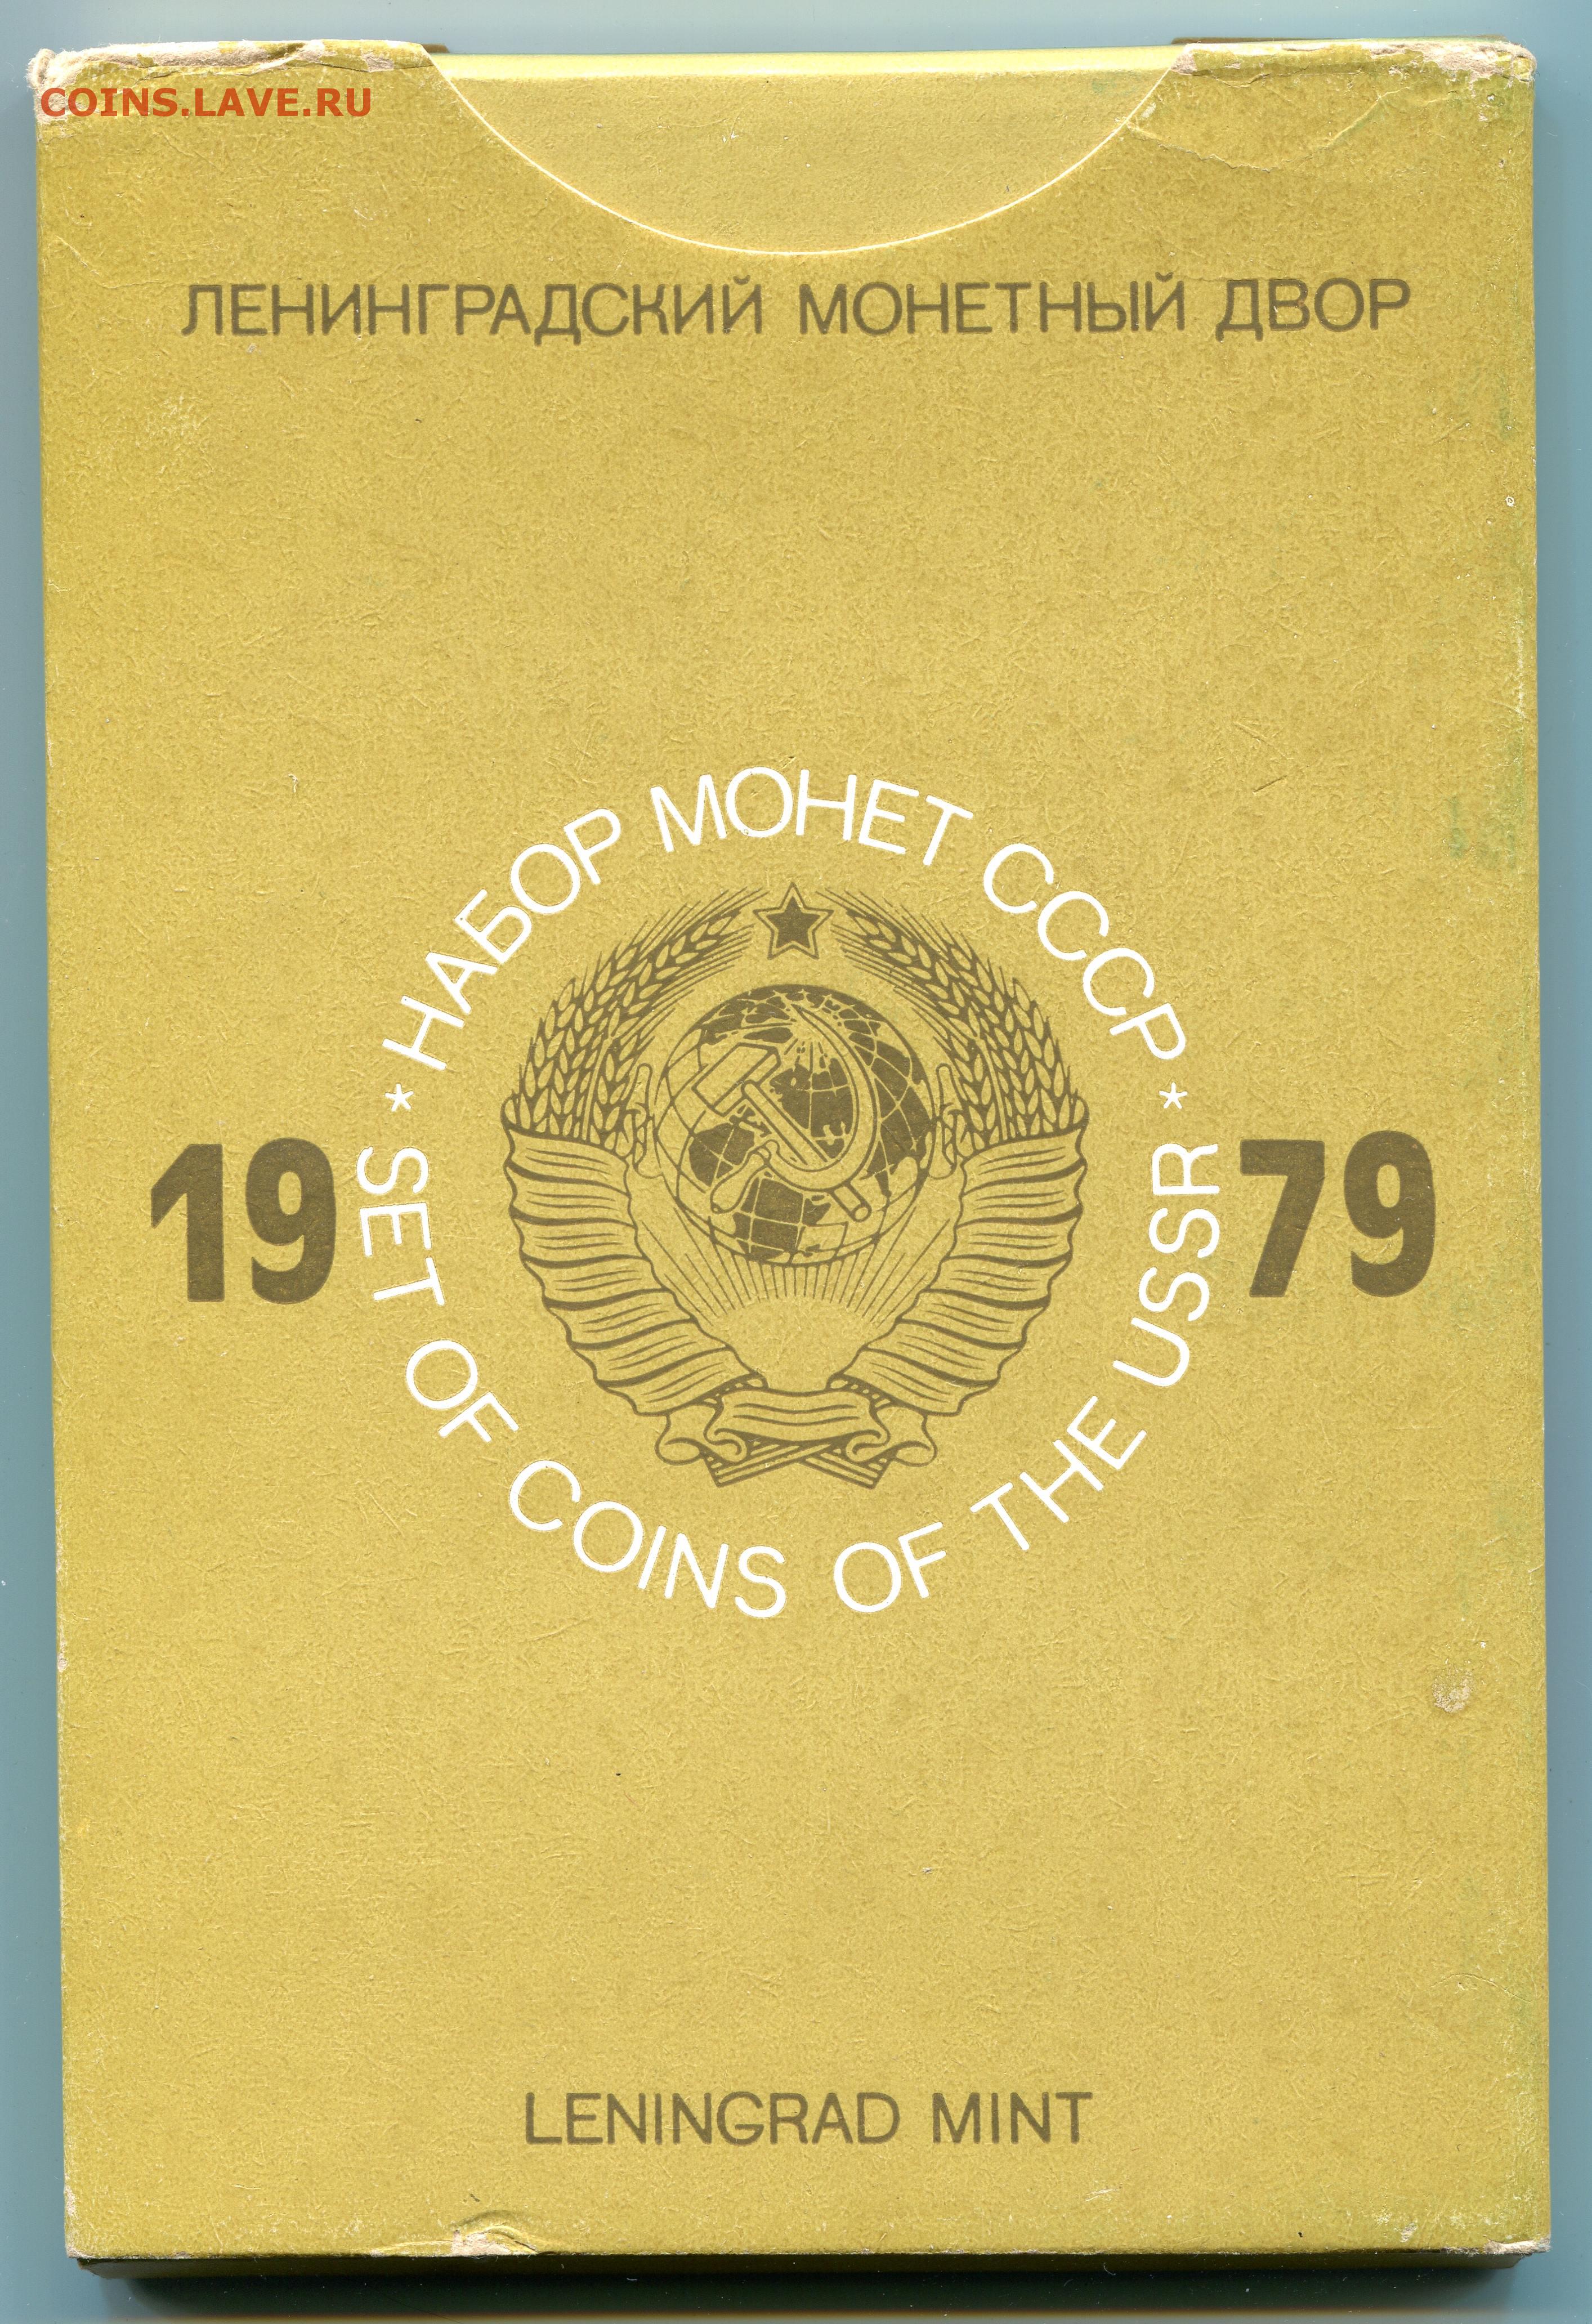 COINS.LAVE.RU
ЛЕНИНГРАДСКИЙ МОНЕТНЫЙ ДВОР
* НАБОР МОНЕТ СССР *
19 79
SET OF COINS OF THE USSR
LENINGRAD MINT